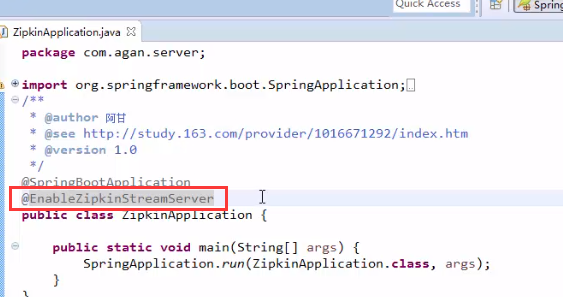 Quick Access
Spring
ZipkinApplication.java
package com.agan.server;
import org.springframework.boot.SpringApplication;
/**
* @author 阿甘
* @see http://study.163.com/provider/1016671292/index.htm
* @version 1.0
*/
@SpringBootApplication
@EnableZipkinStreamServer
public class ZipkinApplication {
public static void main(String[] args) {
SpringApplication.run(ZipkinApplication.class, args);
}
}